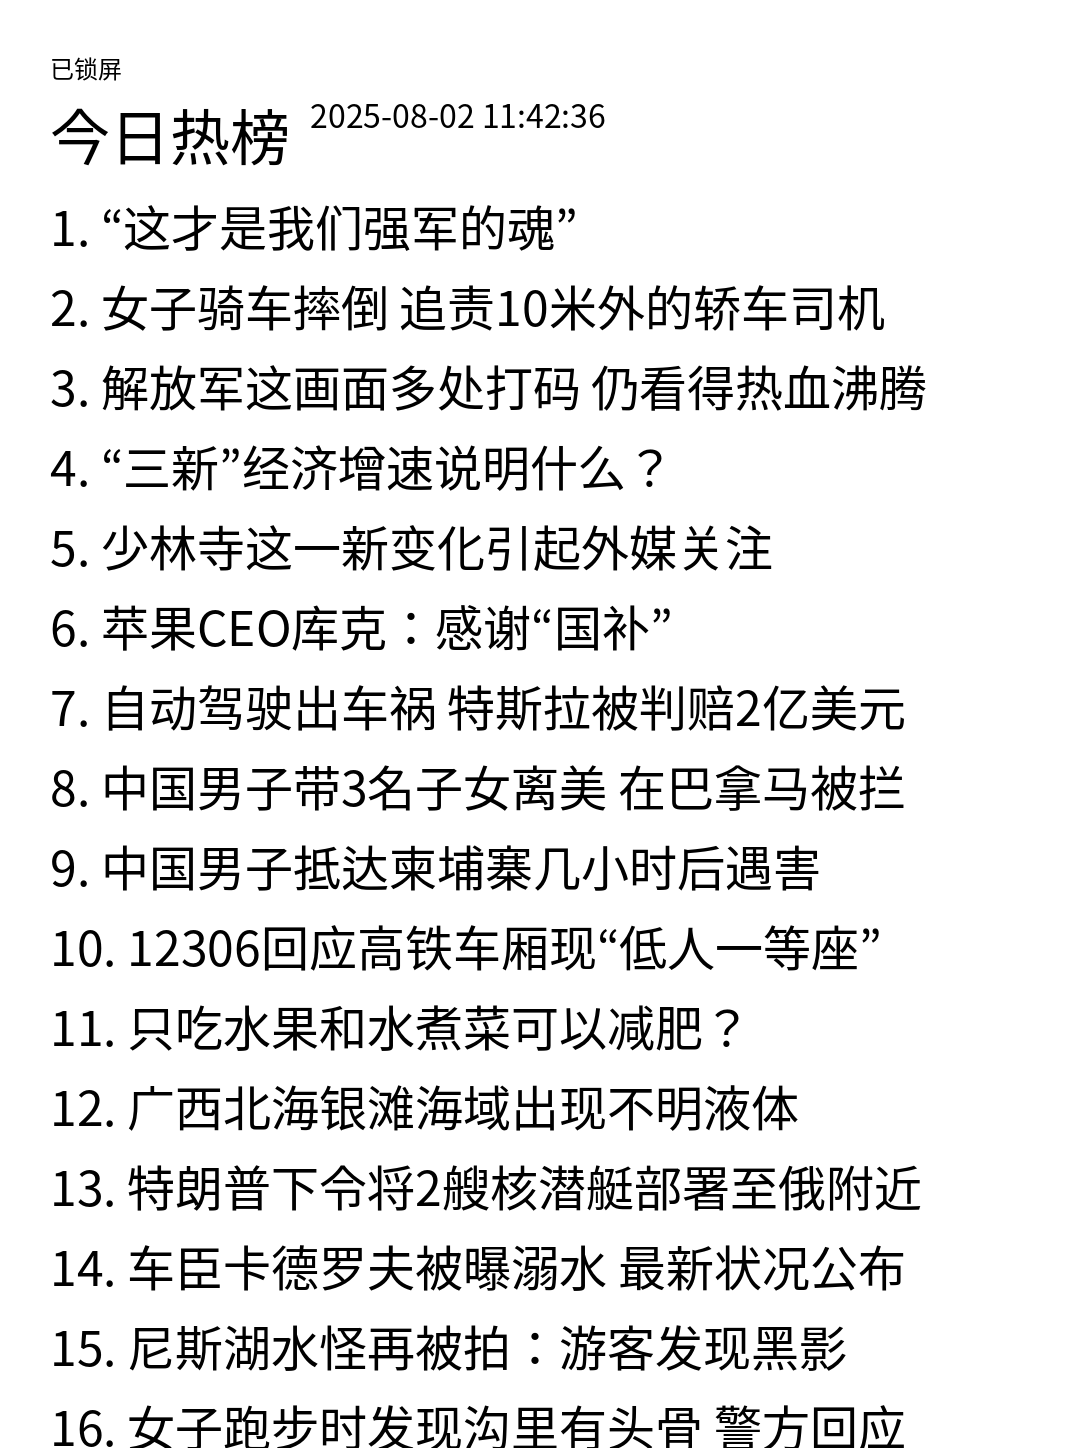 已锁屏
今日热榜 2025-08-02 11:42:36
1. “这才是我们强军的魂”
2. 女子骑车摔倒 追责10米外的轿车司机
3. 解放军这画面多处打码 仍看得热血沸腾
4. “三新”经济增速说明什么？
5. 少林寺这一新变化引起外媒关注
6. 苹果CEO库克：感谢“国补”
7. 自动驾驶出车祸 特斯拉被判赔2亿美元
8. 中国男子带3名子女离美 在巴拿马被拦
9. 中国男子抵达柬埔寨几小时后遇害
10. 12306回应高铁车厢现“低人一等座”
11. 只吃水果和水煮菜可以减肥？
12. 广西北海银滩海域出现不明液体
13. 特朗普下令将2艘核潜艇部署至俄附近
14. 车臣卡德罗夫被曝溺水 最新状况公布
15. 尼斯湖水怪再被拍：游客发现黑影
16. 女子跑步时发现沟里有头骨 警方回应